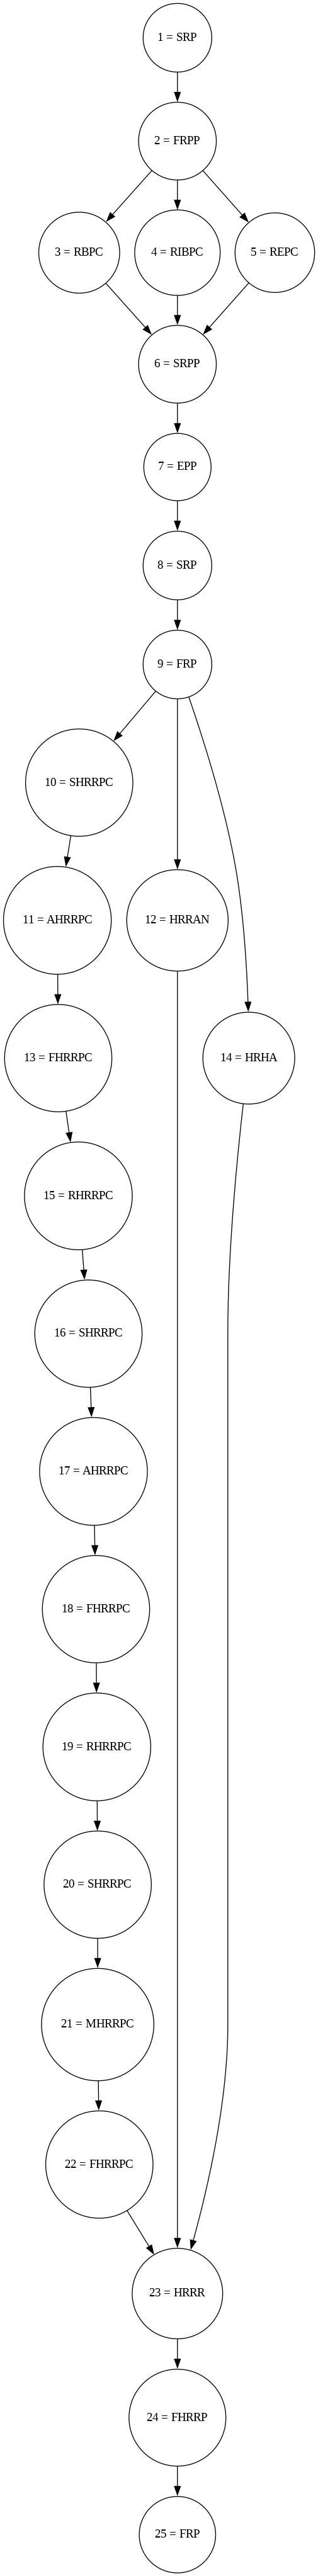 1 = SRP
2 = FRPP
3 = RBPC
4 = RIBPC
5 = REPC
6 = SRPP
7 = EPP
8 = SRP
9 = FRP
10 = SHRRPC
11 = AHRRPC
12 = HRRAN
13 = FHRRPC
14 = HRHA
15 = RHRRPC
16 = SHRRPC
17 = AHRRPC
18 = FHRRPC
19 = RHRRPC
20 = SHRRPC
21 = MHRRPC
22 = FHRRPC
23 = HRRR
24 = FHRRP
25 = FRP